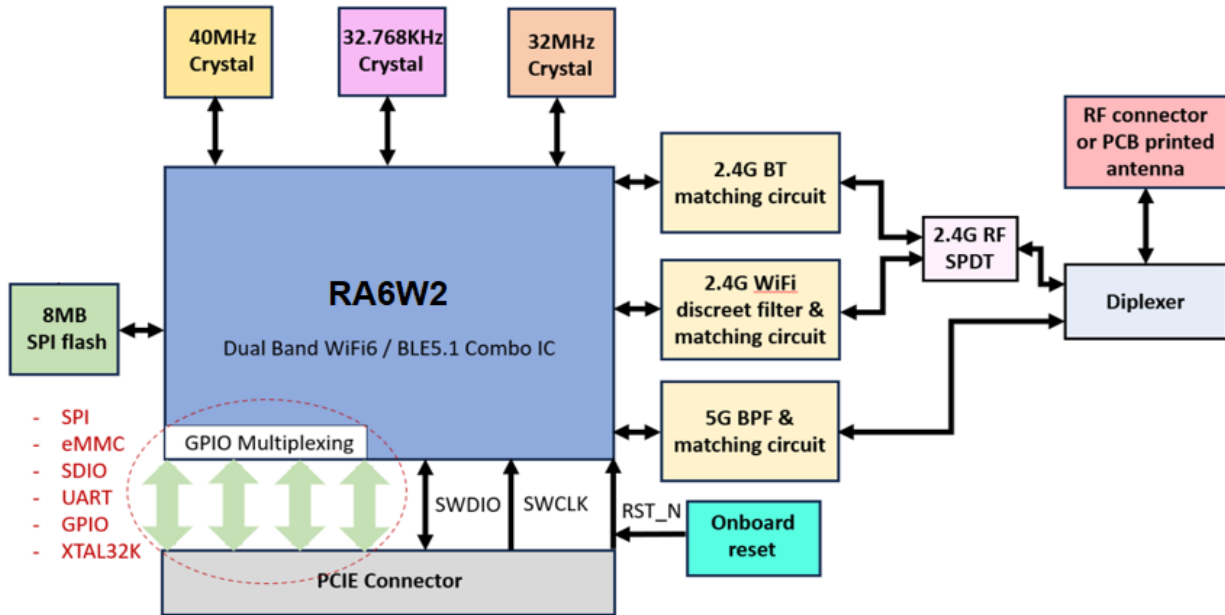 40MHz
Crystal
32.768KHz
Crystal
32MHz
Crystal
RF connector
or PCB printed
antenna
2.4G BT
matching circuit
2.4G RF
SPDT
RA6W2
Dual Band WiFi6 / BLE5.1 Combo IC
2.4G WiFi
discreet filter &
matching circuit
Diplexer
8MB
SPI flash
5G BPF &
matching circuit
- SPI
- eMMC
- SDIO
- UART
- GPIO
- XTAL32K
GPIO Multiplexing
SWDIO
SWCLK
RST_N
Onboard
reset
PCIE Connector